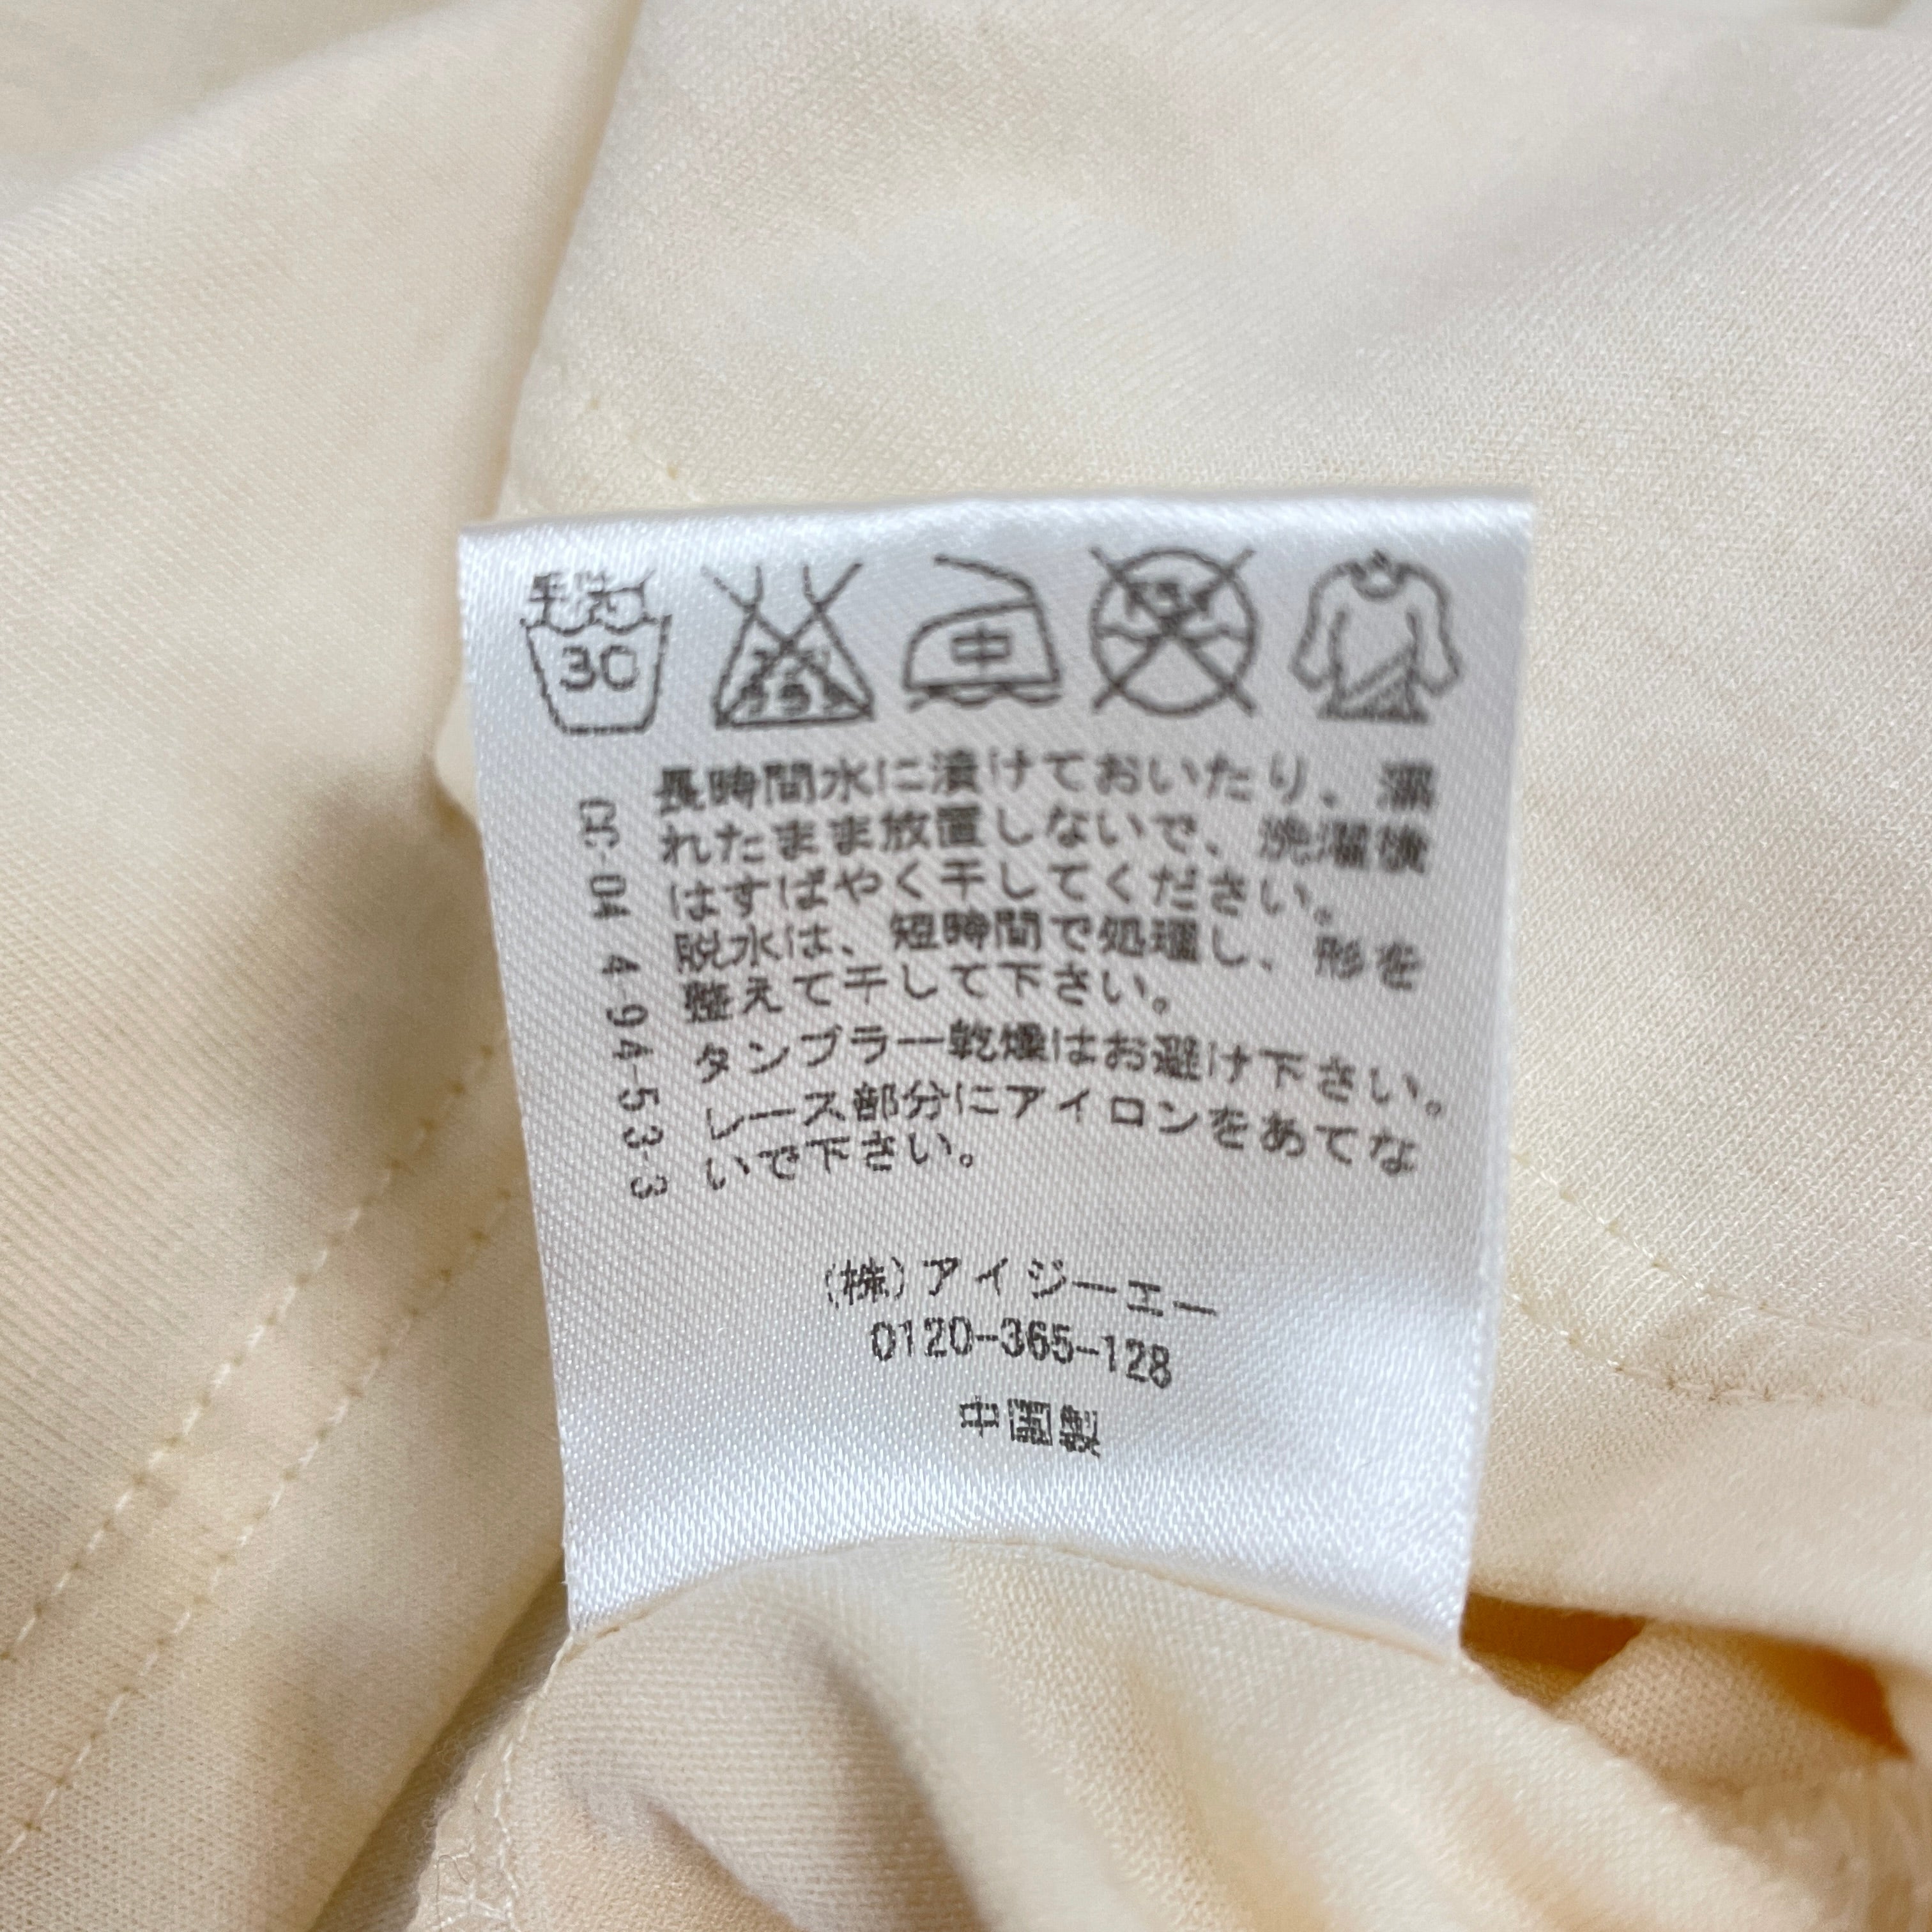 手洗
30
中
長時間水に漬けておいたり、濡
れたまま放置しないで、洗濯後
はすばやく干してください。
脱水は、短時間で処理し、形を
整えて干して下さい。
タンブラー乾燥はお避け下さい。
レース部分にアイロンをあてな
いで下さい。
CC-04 4-94-53-3
(株)アイジーエー
0120-365-128
中国製